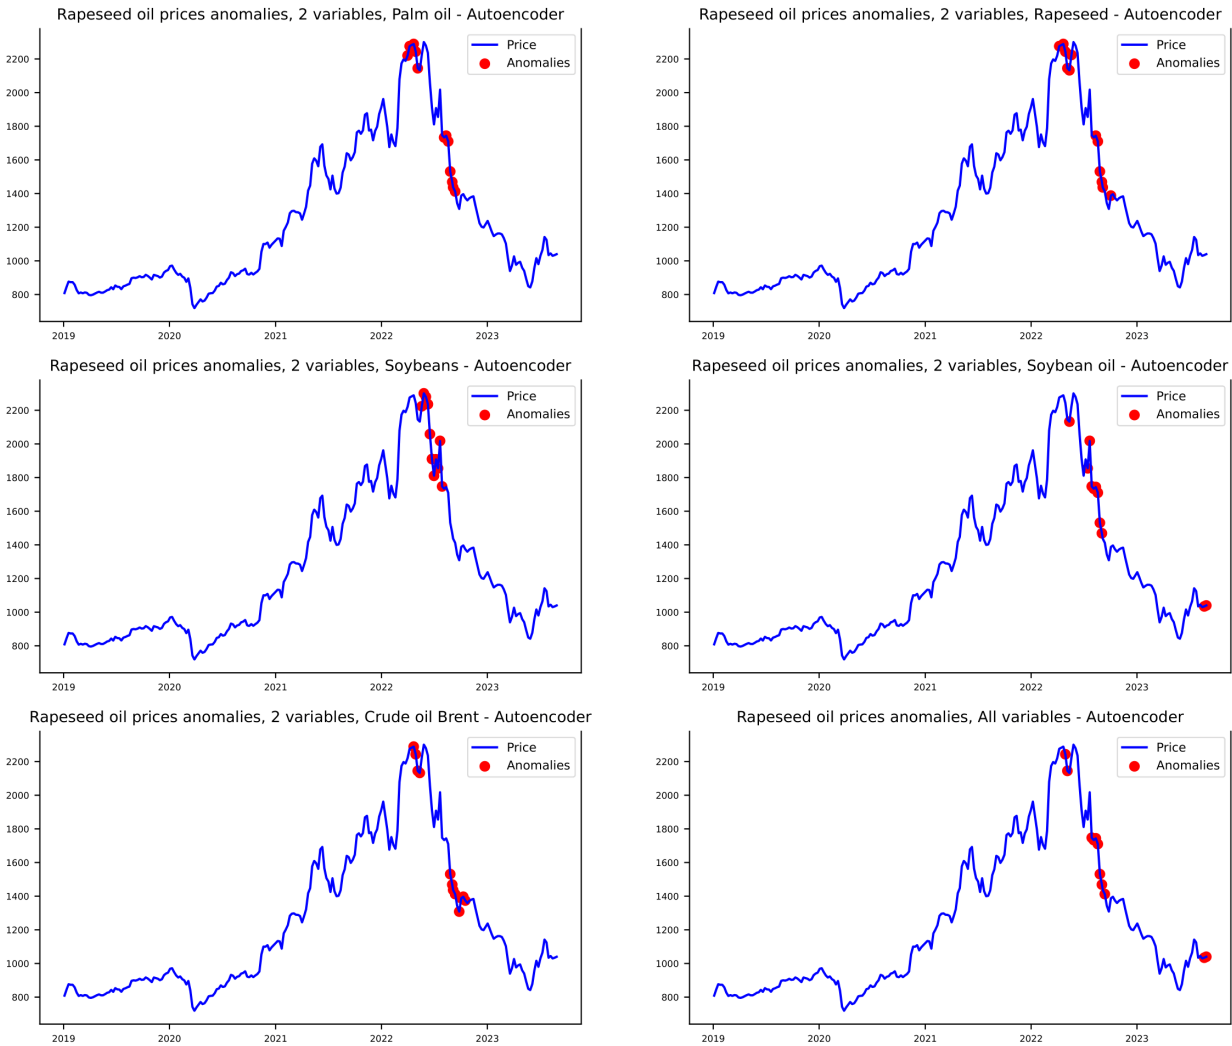 Rapeseed oil prices anomalies, 2 variables, Palm oil - Autoencoder
Price
Anomalies
2200
2000
1800
1600
1400
1200
1000
800
2019 2020 2021 2022 2023
Rapeseed oil prices anomalies, 2 variables, Rapeseed - Autoencoder
Price
Anomalies
2200
2000
1800
1600
1400
1200
1000
800
2019 2020 2021 2022 2023
Rapeseed oil prices anomalies, 2 variables, Soybeans - Autoencoder
Price
Anomalies
2200
2000
1800
1600
1400
1200
1000
800
2019 2020 2021 2022 2023
Rapeseed oil prices anomalies, 2 variables, Soybean oil - Autoencoder
Price
Anomalies
2200
2000
1800
1600
1400
1200
1000
800
2019 2020 2021 2022 2023
Rapeseed oil prices anomalies, 2 variables, Crude oil Brent - Autoencoder
Price
Anomalies
2200
2000
1800
1600
1400
1200
1000
800
2019 2020 2021 2022 2023
Rapeseed oil prices anomalies, All variables - Autoencoder
Price
Anomalies
2200
2000
1800
1600
1400
1200
1000
800
2019 2020 2021 2022 2023